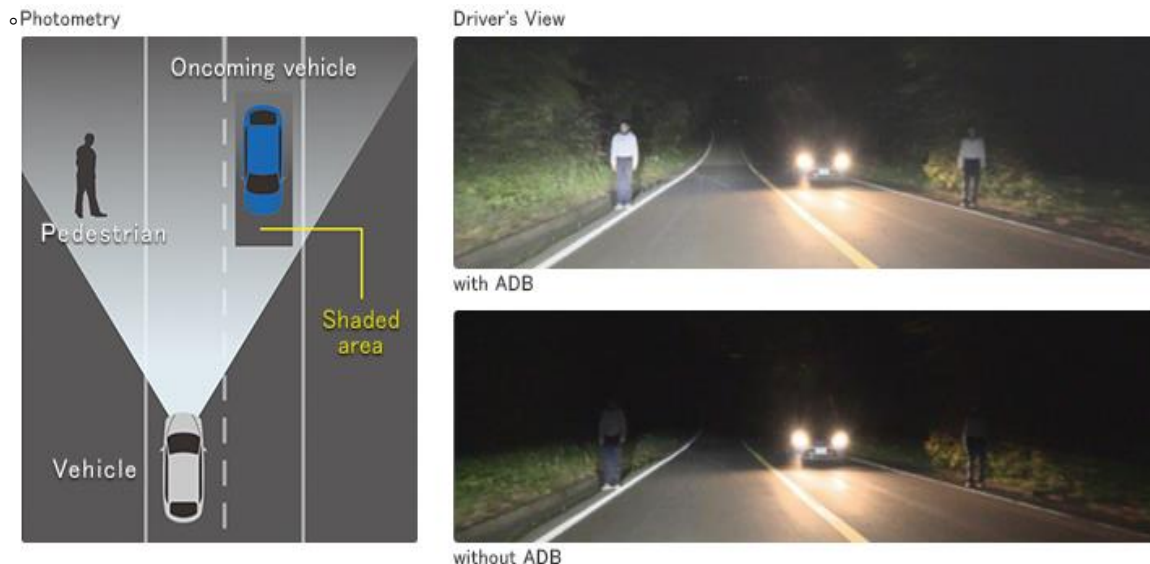 Photometry
Driver's View
Oncoming vehicle
Pedestrian
Shaded
area
Vehicle
with ADB
without ADB